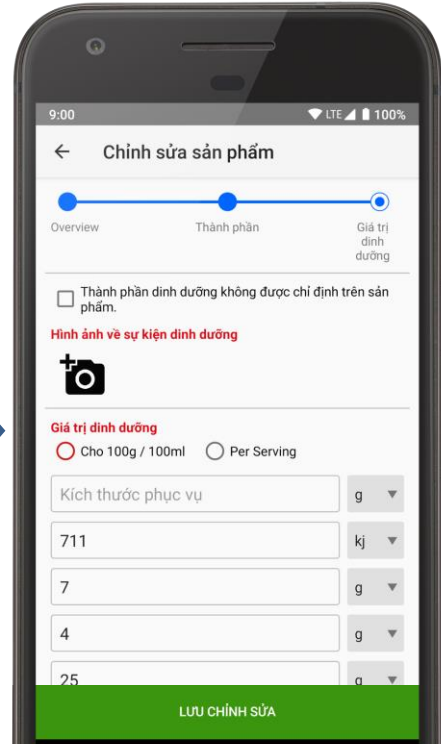 9:00 LTE 100%
Chỉnh sửa sản phẩm
Overview Thành phần Giá trị
dinh
dưỡng
Thành phần dinh dưỡng không được chỉ định trên sản
phẩm.
Hình ảnh về sự kiện dinh dưỡng
Giá trị dinh dưỡng
Cho 100g / 100ml Per Serving
Kích thước phục vụ g
711 kj
7 g
4 g
25 g
LƯU CHỈNH SỬA